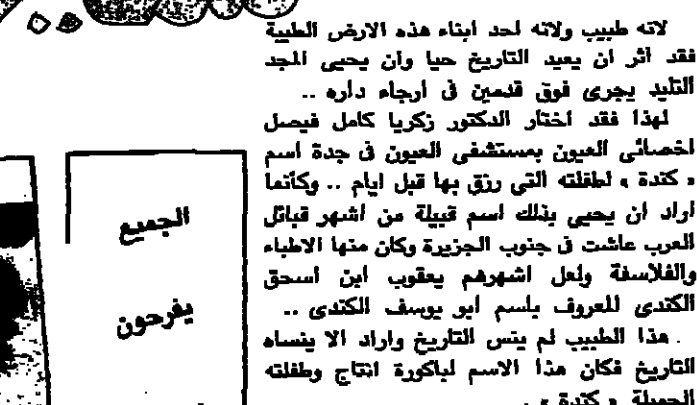 لانه طبيب ولانه احد ابناء هذه الارض الطيبة
فقد اثر ان يعيد التاريخ حيا وان يحيى المجد
التليد يجرى فوق قدمين فى ارجاء داره ..
لهذا فقد اختار الدكتور زكريا كامل فيصل
اخصائى العيون بمستشفى العيون فى جدة اسم
« كندة » لطفلته التى رزق بها قبل ايام .. وكأنما
اراد ان يحيى بذلك اسم قبيلة من اشهر قبائل
العرب عاشت فى جنوب الجزيرة وكان منها الاطباء
والفلاسفة ولعل اشهرهم يعقوب ابن اسحق
الكندى المعروف باسم ابو يوسف الكندى ..
. هذا الطبيب لم ينس التاريخ واراد الا ينساه
التاريخ فكان هذا الاسم لباكورة انتاج وطفلته
الجميلة « كندة » .
الجميع
يفرحون